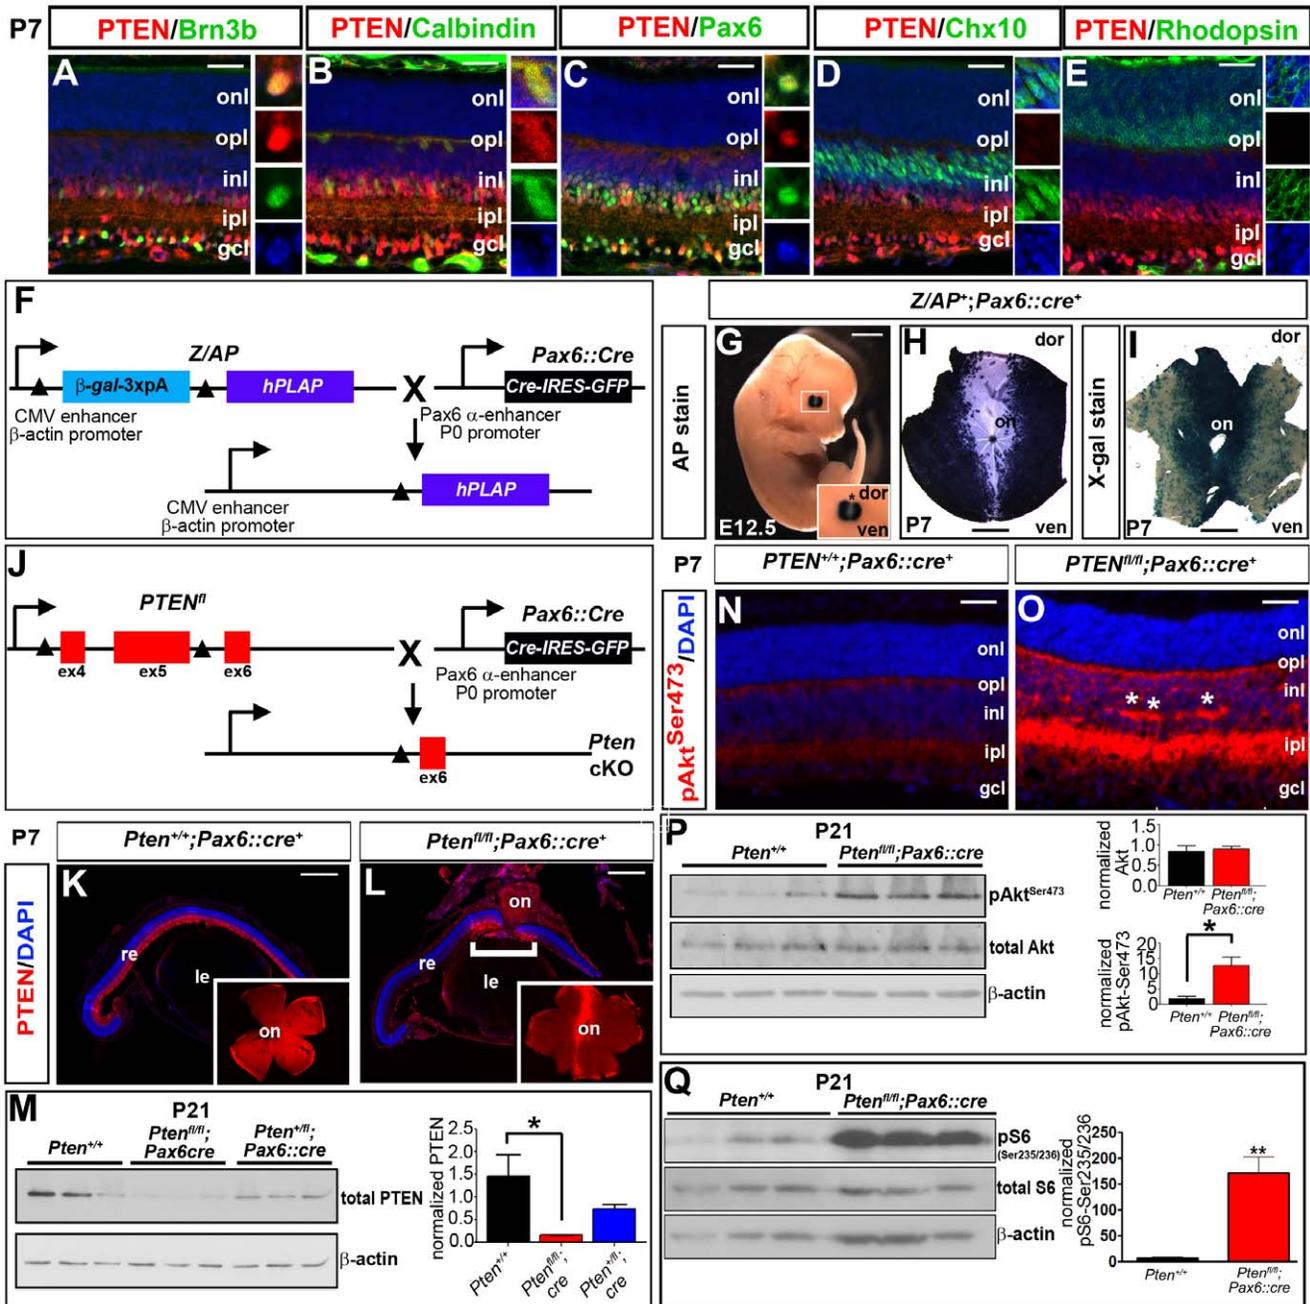 P7
PTEN/Brn3b
PTEN/Calbindin
PTEN/Pax6
PTEN/Chx10
PTEN/Rhodopsin
A
onl
opl
inl
ipl
gcl
B
onl
opl
inl
ipl
gcl
C
onl
opl
inl
ipl
gcl
D
onl
opl
inl
ipl
gcl
E
onl
opl
inl
ipl
gcl
F
Z/AP
Pax6::Cre
β-gal-3xpA
hPLAP
X
Cre-IRES-GFP
CMV enhancer
β-actin promoter
Pax6 α-enhancer
P0 promoter
hPLAP
CMV enhancer
β-actin promoter
Z/AP⁺;Pax6::cre⁺
AP stain
G
E12.5
* dor
ven
H
dor
on
P7
ven
X-gal stain
I
dor
on
P7
ven
J
PTENᶠˡ
Pax6::Cre
X
Cre-IRES-GFP
ex4
ex5
ex6
Pax6 α-enhancer
P0 promoter
Pten
cKO
ex6
P7
PTEN⁺/⁺;Pax6::cre⁺
PTENᶠˡ/ᶠˡ;Pax6::cre⁺
pAktSer473/DAPI
N
onl
opl
inl
ipl
gcl
O
onl
opl
inl
* * *
ipl
gcl
P7
Pten⁺/⁺;Pax6::cre⁺
Ptenᶠˡ/ᶠˡ;Pax6::cre⁺
PTEN/DAPI
K
re
le
on
L
on
re
le
on
M
P21
Pten⁺/⁺
Ptenᶠˡ/ᶠˡ;
Pax6cre
Pten⁺/ᶠˡ;
Pax6::cre
total PTEN
β-actin
normalized PTEN
2.5
2.0
1.5
1.0
0.5
0.0
*
Pten⁺/⁺
Ptenᶠˡ/ᶠˡ;
cre
Pten⁺/ᶠˡ;
cre
P
P21
Pten⁺/⁺
Ptenᶠˡ/ᶠˡ;Pax6::cre
pAktSer473
total Akt
β-actin
normalized
Akt
1.5
1.0
0.5
0.0
Pten⁺/⁺
Ptenᶠˡ/ᶠˡ;
Pax6::cre
normalized
pAkt-Ser473
20
15
10
5
0
*
Pten⁺/⁺
Ptenᶠˡ/ᶠˡ;
Pax6::cre
Q
P21
Pten⁺/⁺
Ptenᶠˡ/ᶠˡ;Pax6::cre
pS6
(Ser235/236)
total S6
β-actin
normalized
pS6-Ser235/236
250
200
150
100
50
0
**
Pten⁺/⁺
Ptenᶠˡ/ᶠˡ;
Pax6::cre